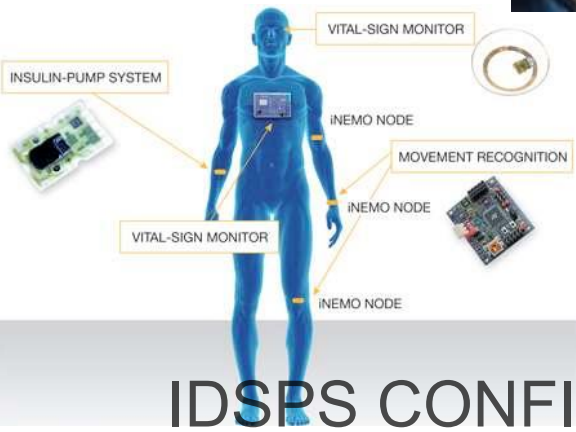 VITAL-SIGN MONITOR
INSULIN-PUMP SYSTEM
iNEMO NODE
MOVEMENT RECOGNITION
iNEMO NODE
VITAL-SIGN MONITOR
iNEMO NODE
IDSPS CONFI